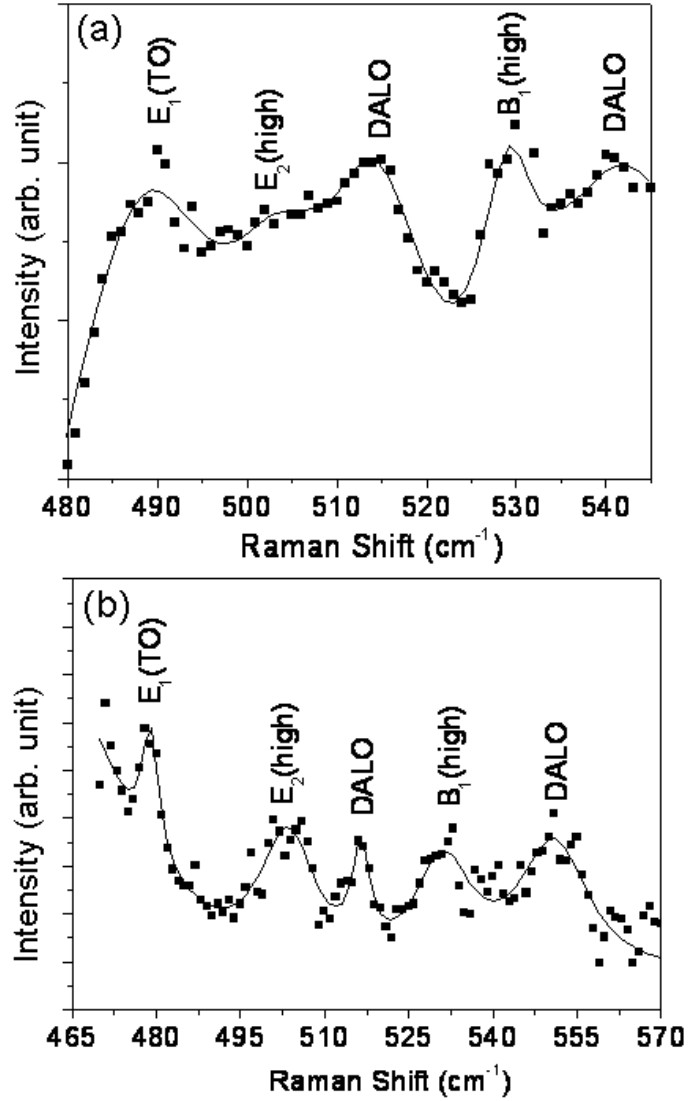 (a)
E₁(TO)
E₂(high)
DALO
B₁(high)
DALO
Intensity (arb. unit)
480 490 500 510 520 530 540
Raman Shift (cm⁻¹)
(b)
E₁(TO)
E₂(high)
DALO
B₁(high)
DALO
Intensity (arb. unit)
465 480 495 510 525 540 555 570
Raman Shift (cm⁻¹)